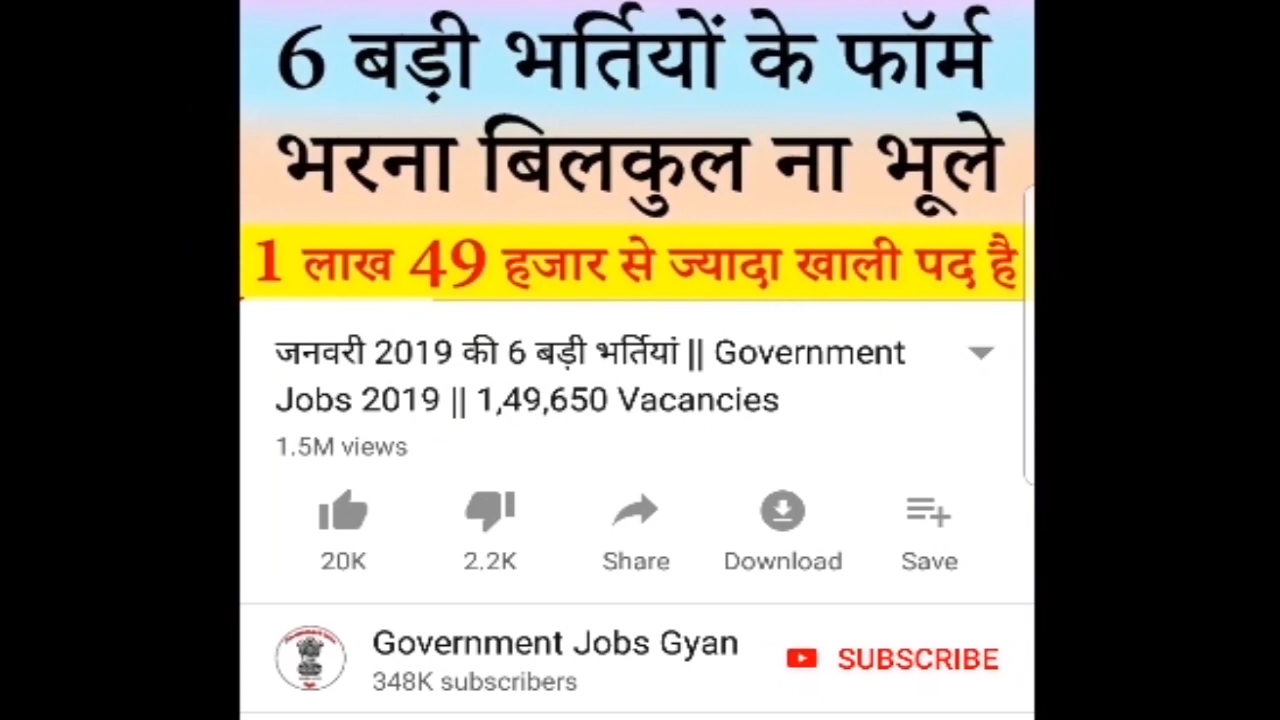 6 बड़ी भर्तियों के फॉर्म
भरना बिलकुल ना भूले
1 लाख 49 हजार से ज्यादा खाली पद है
जनवरी 2019 की 6 बड़ी भर्तियां || Government
Jobs 2019 || 1,49,650 Vacancies
1.5M views
20K 2.2K Share Download Save
Government Jobs Gyan
348K subscribers
SUBSCRIBE